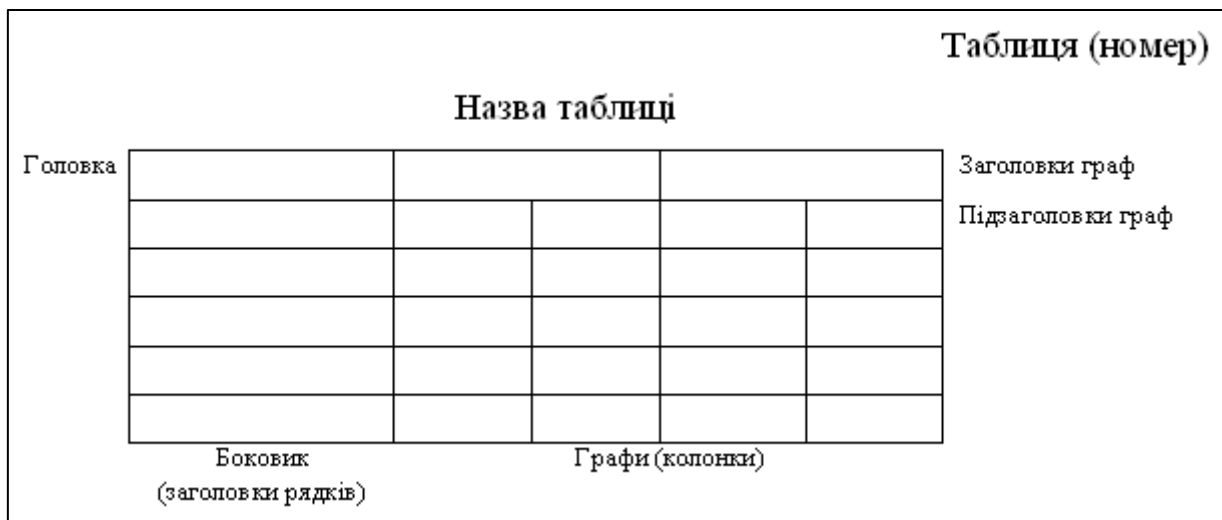 Таблиця (номер)
Назва таблиці
Головка
Заголовки граф
Підзаголовки граф
Боковик
(заголовки рядків)
Графи (колонки)